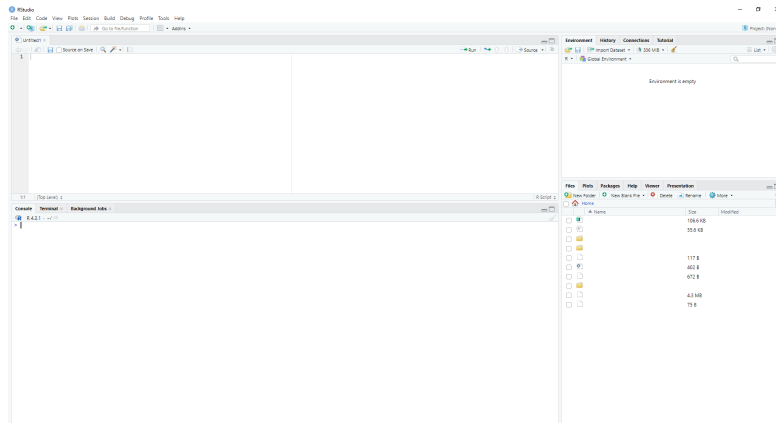 RStudio
File Edit Code View Plots Session Build Debug Profile Tools Help
Go to file/function Addins
Project: (None
Untitled1
Source on Save Run Source
1
1:1 (Top Level) R Script
Console Terminal Background Jobs
R 4.2.1 · ~/
>
Environment History Connections Tutorial
Import Dataset List
R Global Environment
Environment is empty
Files Plots Packages Help Viewer Presentation
New Folder New Blank File Delete Rename More
Home
Name Size Modified
106.6 KB
55.6 KB
117 B
402 B
672 B
4.3 MB
75 B